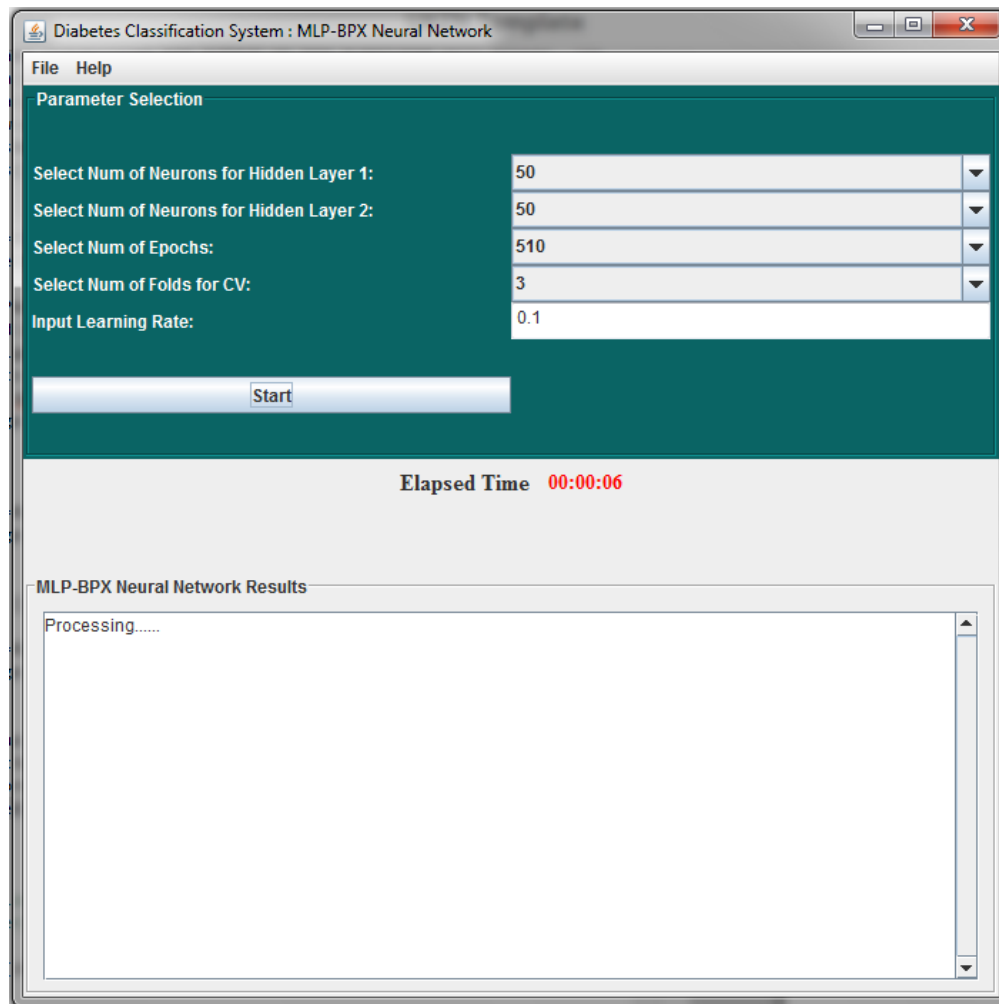 Diabetes Classification System : MLP-BPX Neural Network
File Help
Parameter Selection
Select Num of Neurons for Hidden Layer 1: 50
Select Num of Neurons for Hidden Layer 2: 50
Select Num of Epochs: 510
Select Num of Folds for CV: 3
Input Learning Rate: 0.1
Start
Elapsed Time 00:00:06
MLP-BPX Neural Network Results
Processing......